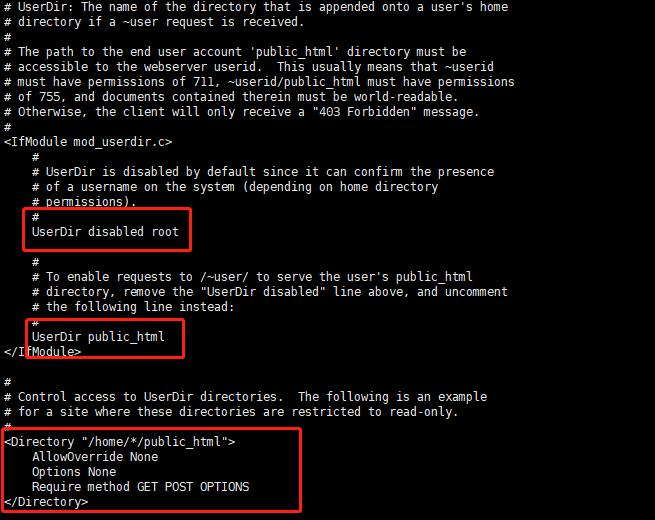 # UserDir: The name of the directory that is appended onto a user's home
# directory if a ~user request is received.
#
# The path to the end user account 'public_html' directory must be
# accessible to the webserver userid.  This usually means that ~userid
# must have permissions of 711, ~userid/public_html must have permissions
# of 755, and documents contained therein must be world-readable.
# Otherwise, the client will only receive a "403 Forbidden" message.
#
<IfModule mod_userdir.c>
    #
    # UserDir is disabled by default since it can confirm the presence
    # of a username on the system (depending on home directory
    # permissions).
    #
    UserDir disabled root

    #
    # To enable requests to /~user/ to serve the user's public_html
    # directory, remove the "UserDir disabled" line above, and uncomment
    # the following line instead:
    #
    UserDir public_html
</IfModule>

#
# Control access to UserDir directories.  The following is an example
# for a site where these directories are restricted to read-only.
#
<Directory "/home/*/public_html">
    AllowOverride None
    Options None
    Require method GET POST OPTIONS
</Directory>